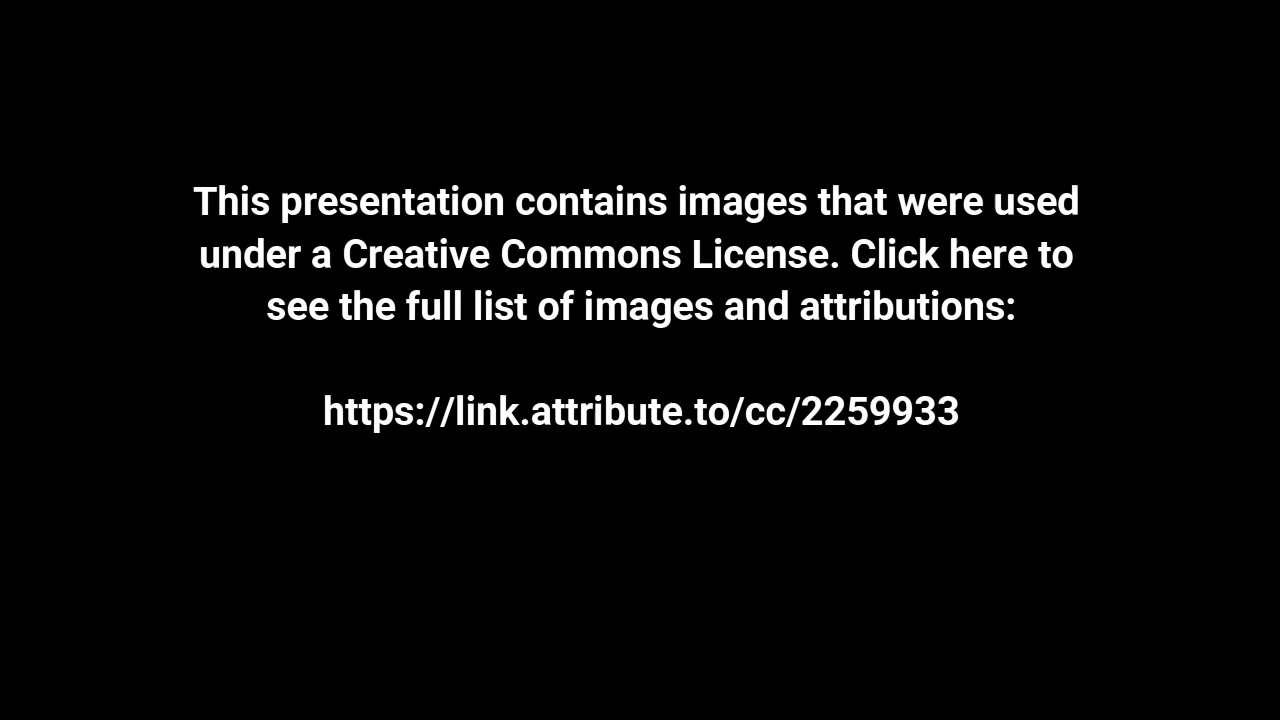 This presentation contains images that were used
under a Creative Commons License. Click here to
see the full list of images and attributions:
https://link.attribute.to/cc/2259933